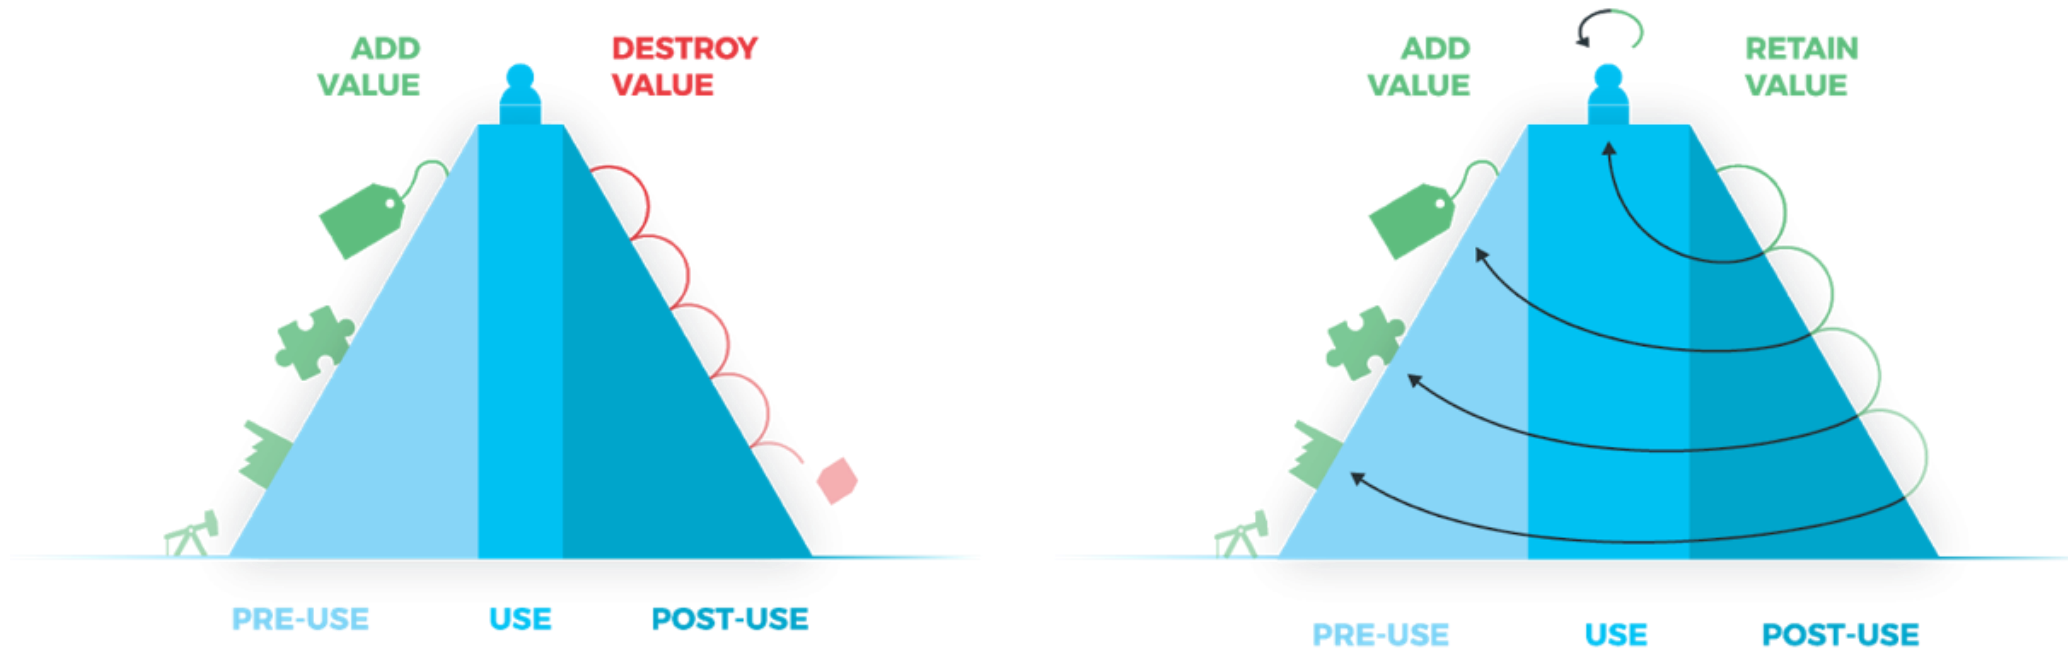 ADD
VALUE
DESTROY
VALUE
PRE-USE
USE
POST-USE
ADD
VALUE
RETAIN
VALUE
PRE-USE
USE
POST-USE